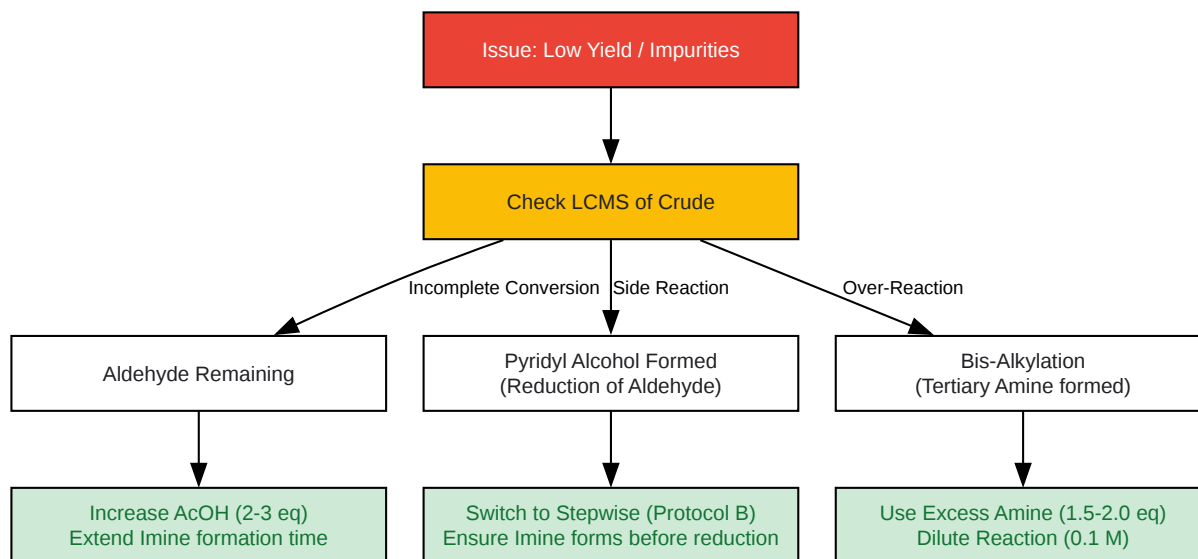 Issue: Low Yield / Impurities
Check LCMS of Crude
Incomplete Conversion
Side Reaction
Over-Reaction
Aldehyde Remaining
Pyridyl Alcohol Formed
(Reduction of Aldehyde)
Bis-Alkylation
(Tertiary Amine formed)
Increase AcOH (2-3 eq)
Extend Imine formation time
Switch to Stepwise (Protocol B)
Ensure Imine forms before reduction
Use Excess Amine (1.5-2.0 eq)
Dilute Reaction (0.1 M)